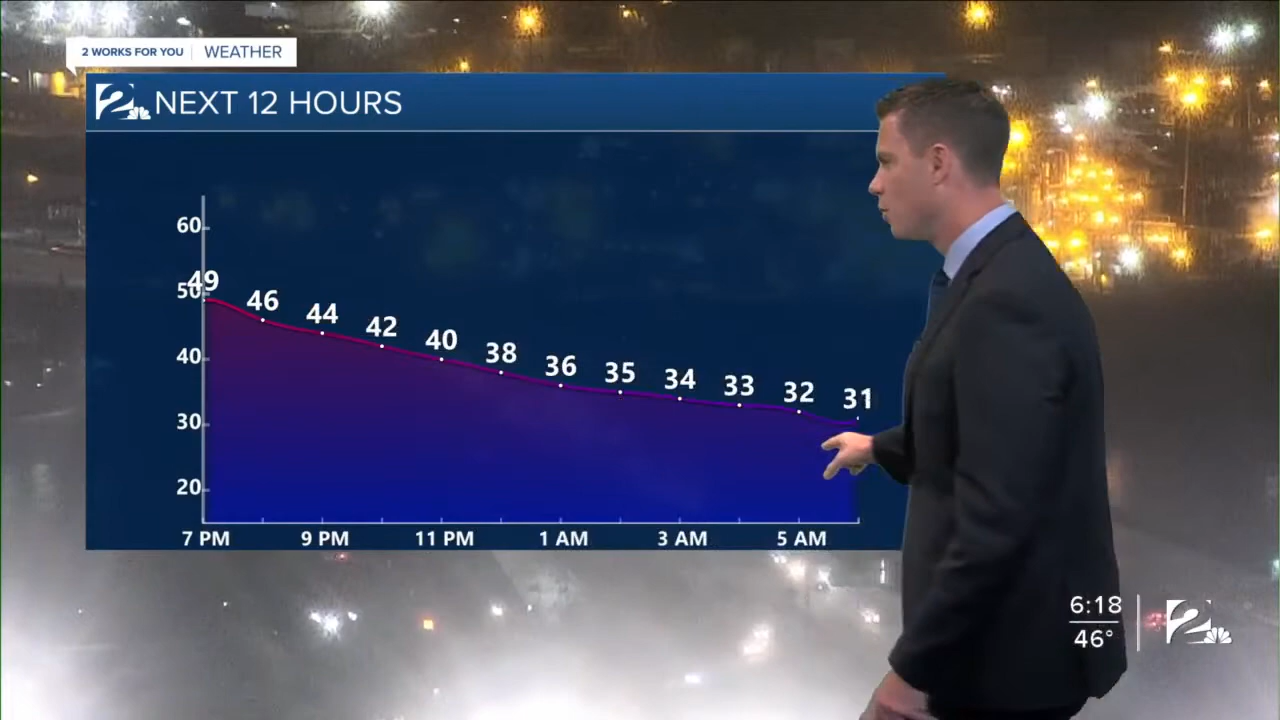 2 WORKS FOR YOU WEATHER
2 NEXT 12 HOURS
60
50
40
30
20
49 46 44 42 40 38 36 35 34 33 32 31
7 PM 9 PM 11 PM 1 AM 3 AM 5 AM
6:18
46°
2